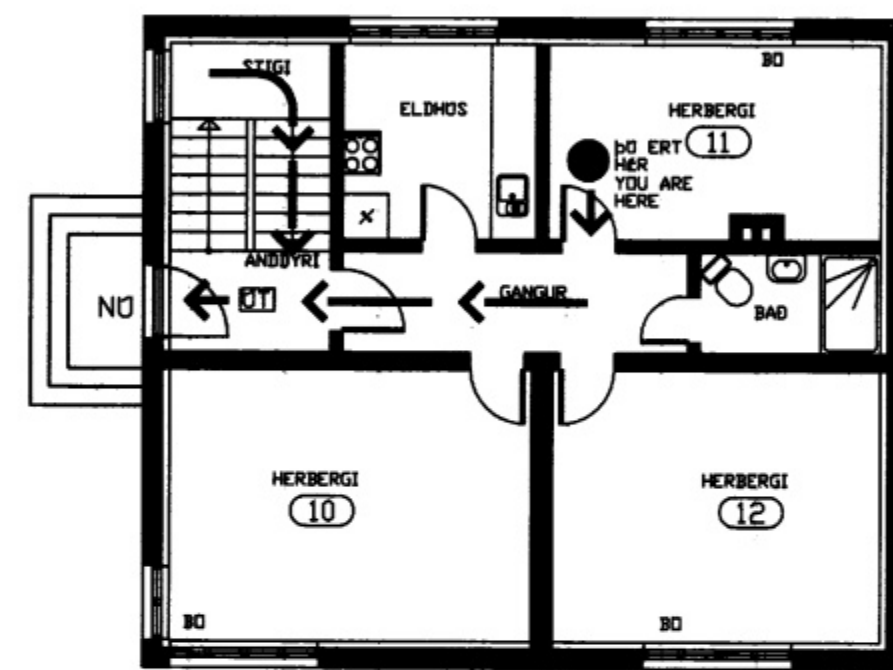 STIGI
ELDHÚS
BO
HERBERGI
11
ÞÚ ERT
HÉR
YOU ARE
HERE
ANDDYRI
ÚT
NÚ
GANGUR
BAÐ
HERBERGI
10
HERBERGI
12
BO
BO